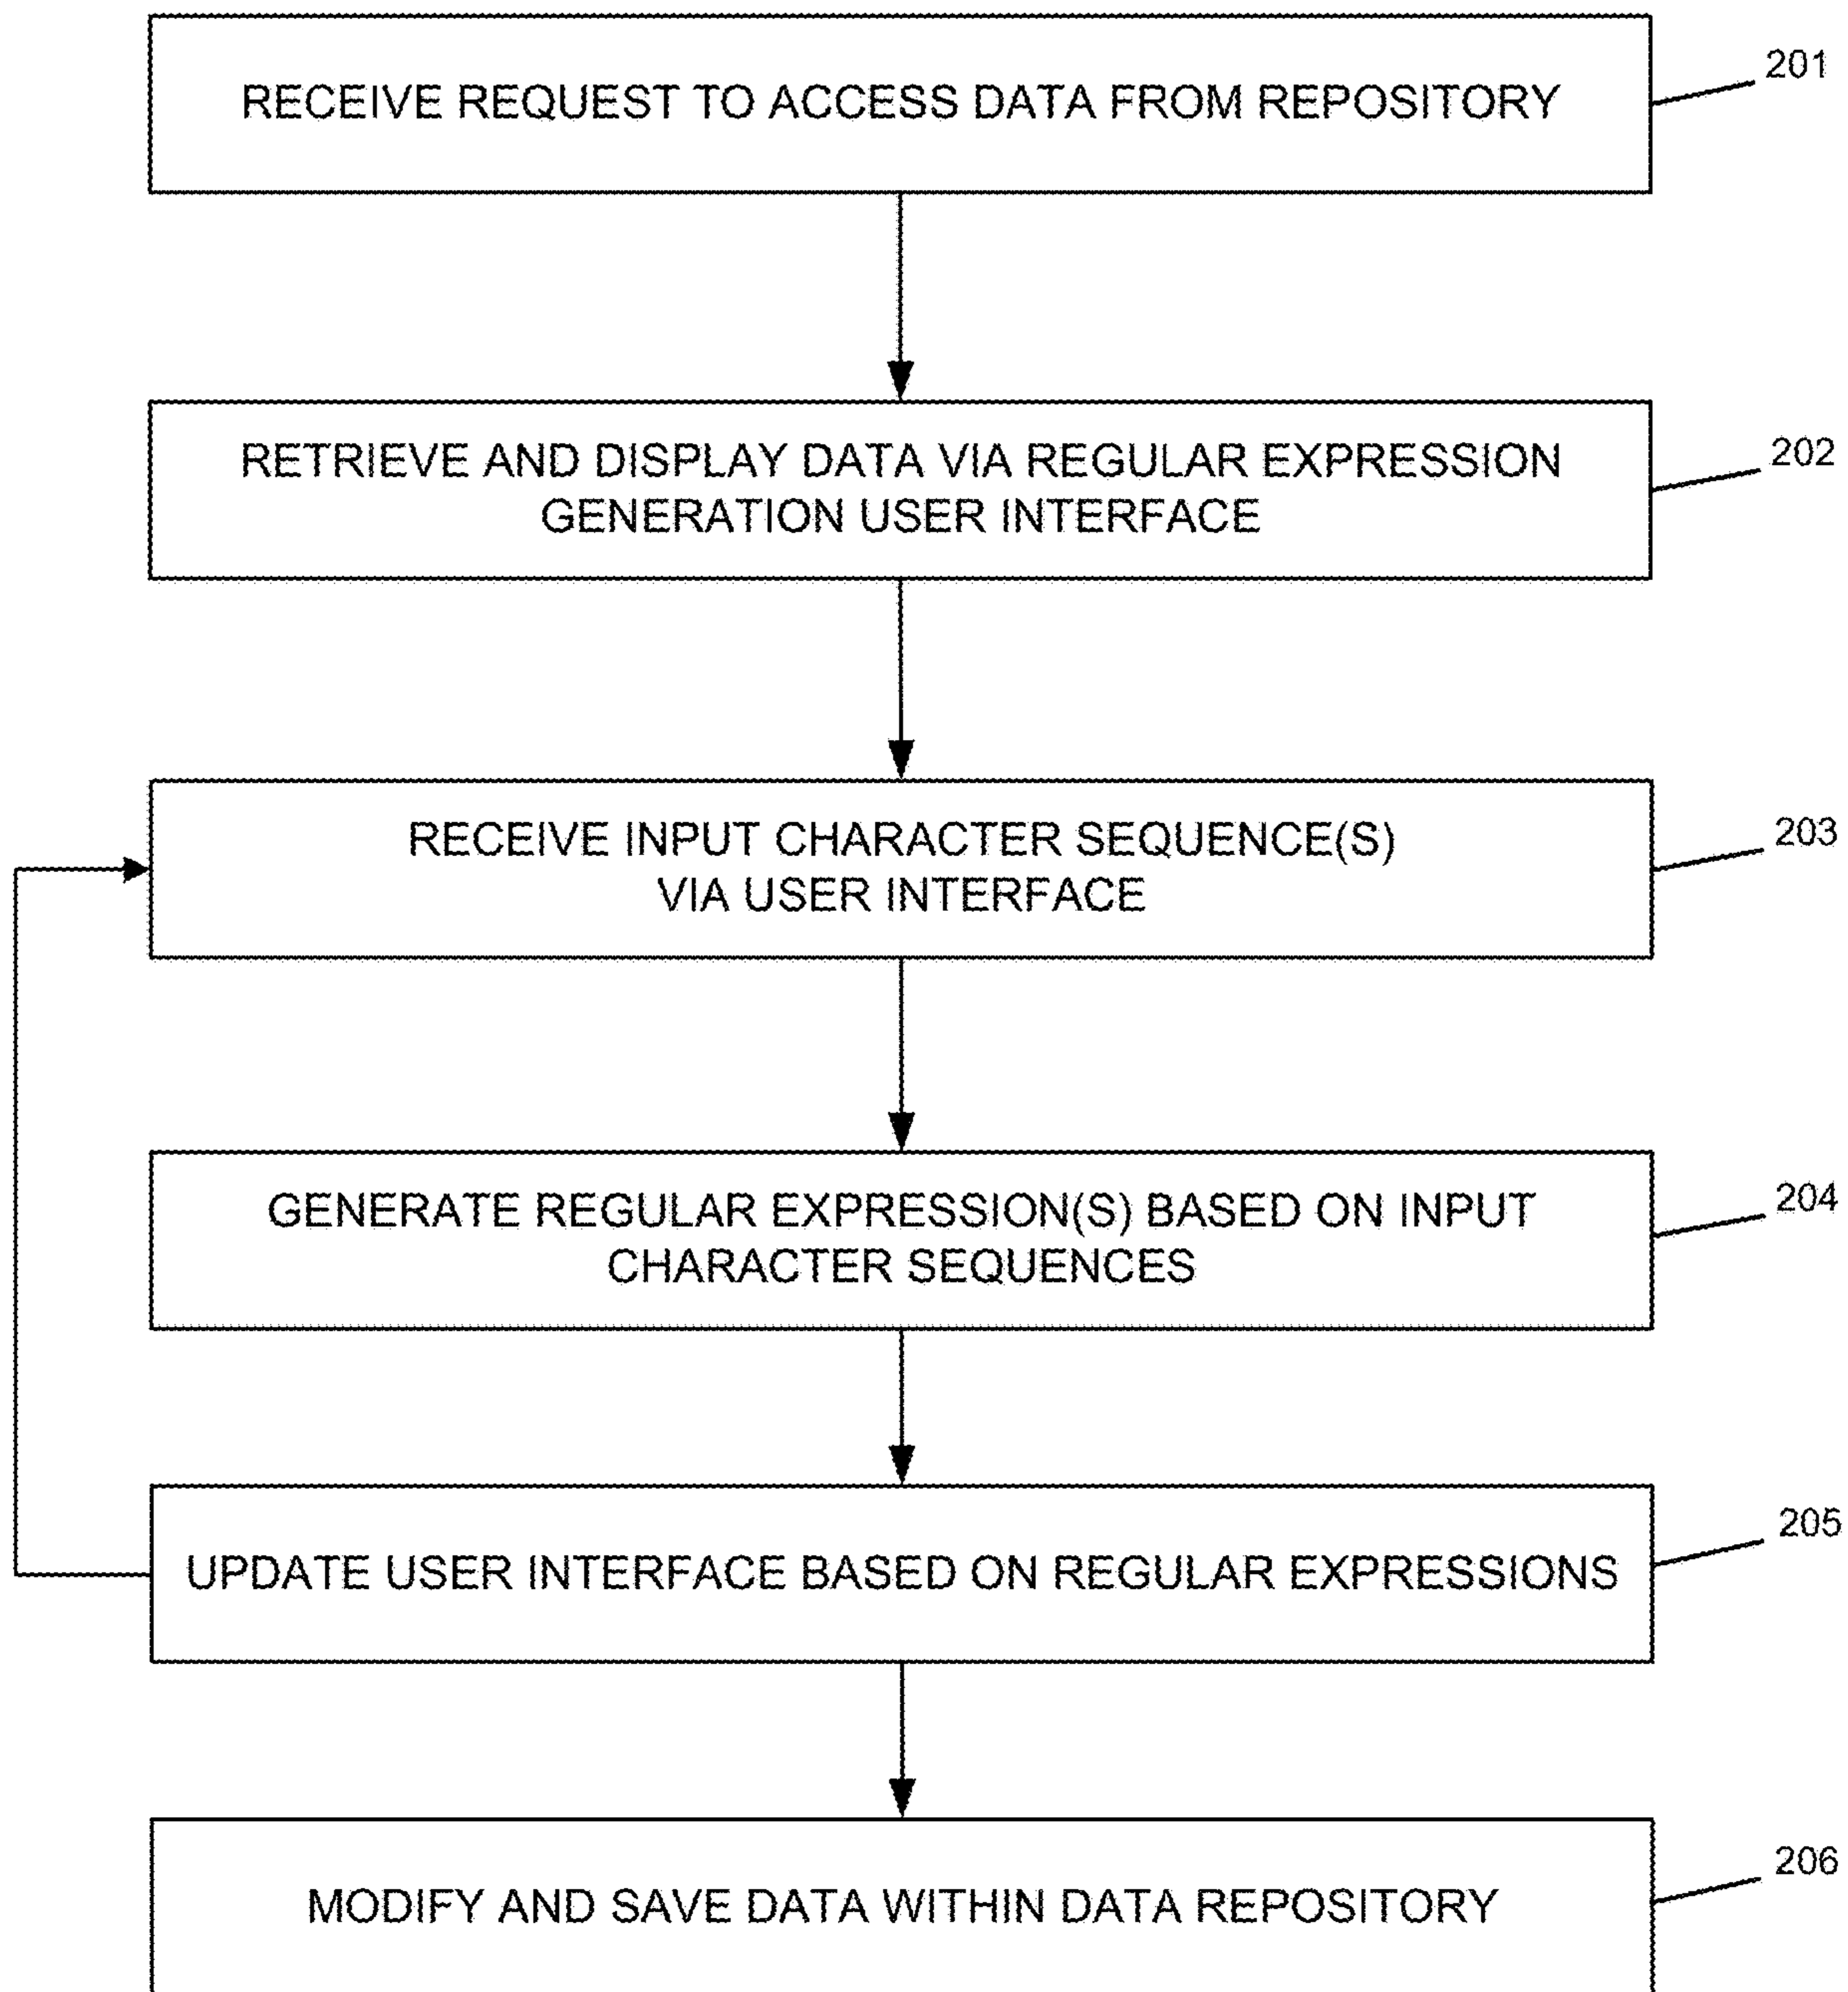 RECEIVE REQUEST TO ACCESS DATA FROM REPOSITORY
201
RETRIEVE AND DISPLAY DATA VIA REGULAR EXPRESSION
GENERATION USER INTERFACE
202
RECEIVE INPUT CHARACTER SEQUENCE(S)
VIA USER INTERFACE
203
GENERATE REGULAR EXPRESSION(S) BASED ON INPUT
CHARACTER SEQUENCES
204
UPDATE USER INTERFACE BASED ON REGULAR EXPRESSIONS
205
MODIFY AND SAVE DATA WITHIN DATA REPOSITORY
206